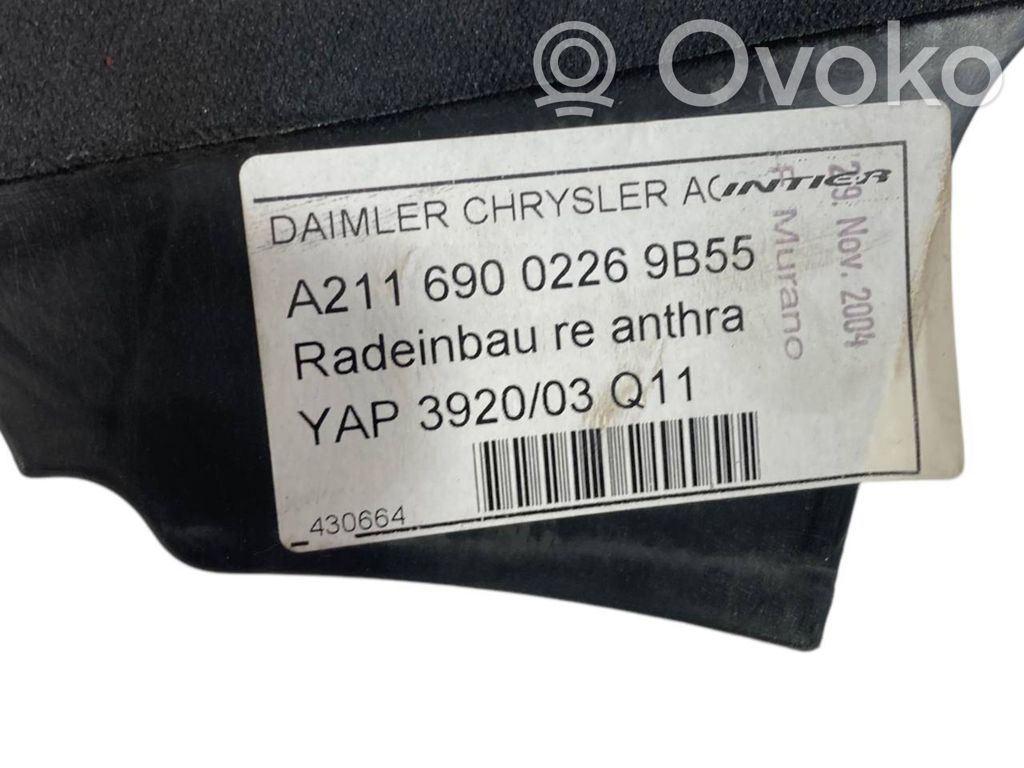 Ovoko
DAIMLER CHRYSLER AG INTIER
A211 690 0226 9B55
Radeinbau re anthra
YAP 3920/03 Q11
430664
29. Nov. 2004
F. Murano